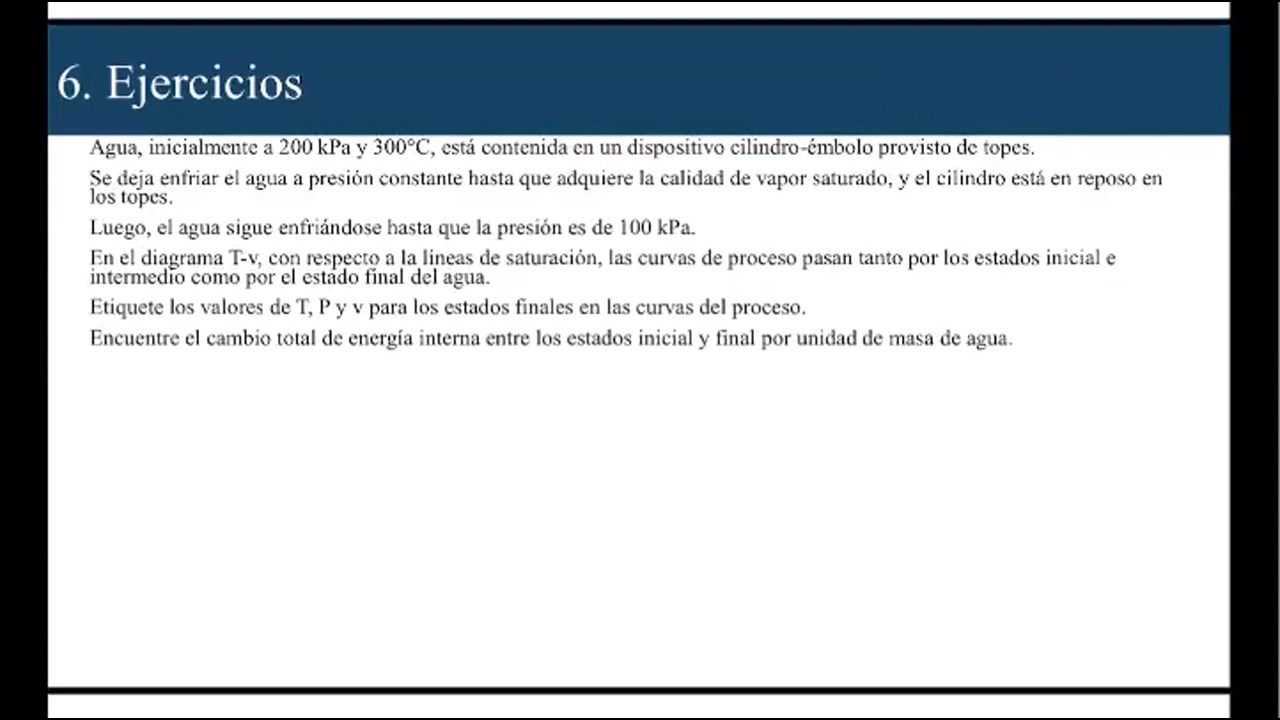 6. Ejercicios
Agua, inicialmente a 200 kPa y 300°C, está contenida en un dispositivo cilindro-émbolo provisto de topes.
Se deja enfriar el agua a presión constante hasta que adquiere la calidad de vapor saturado, y el cilindro está en reposo en
los topes.
Luego, el agua sigue enfriándose hasta que la presión es de 100 kPa.
En el diagrama T-v, con respecto a la lineas de saturación, las curvas de proceso pasan tanto por los estados inicial e
intermedio como por el estado final del agua.
Etiquete los valores de T, P y v para los estados finales en las curvas del proceso.
Encuentre el cambio total de energía interna entre los estados inicial y final por unidad de masa de agua.